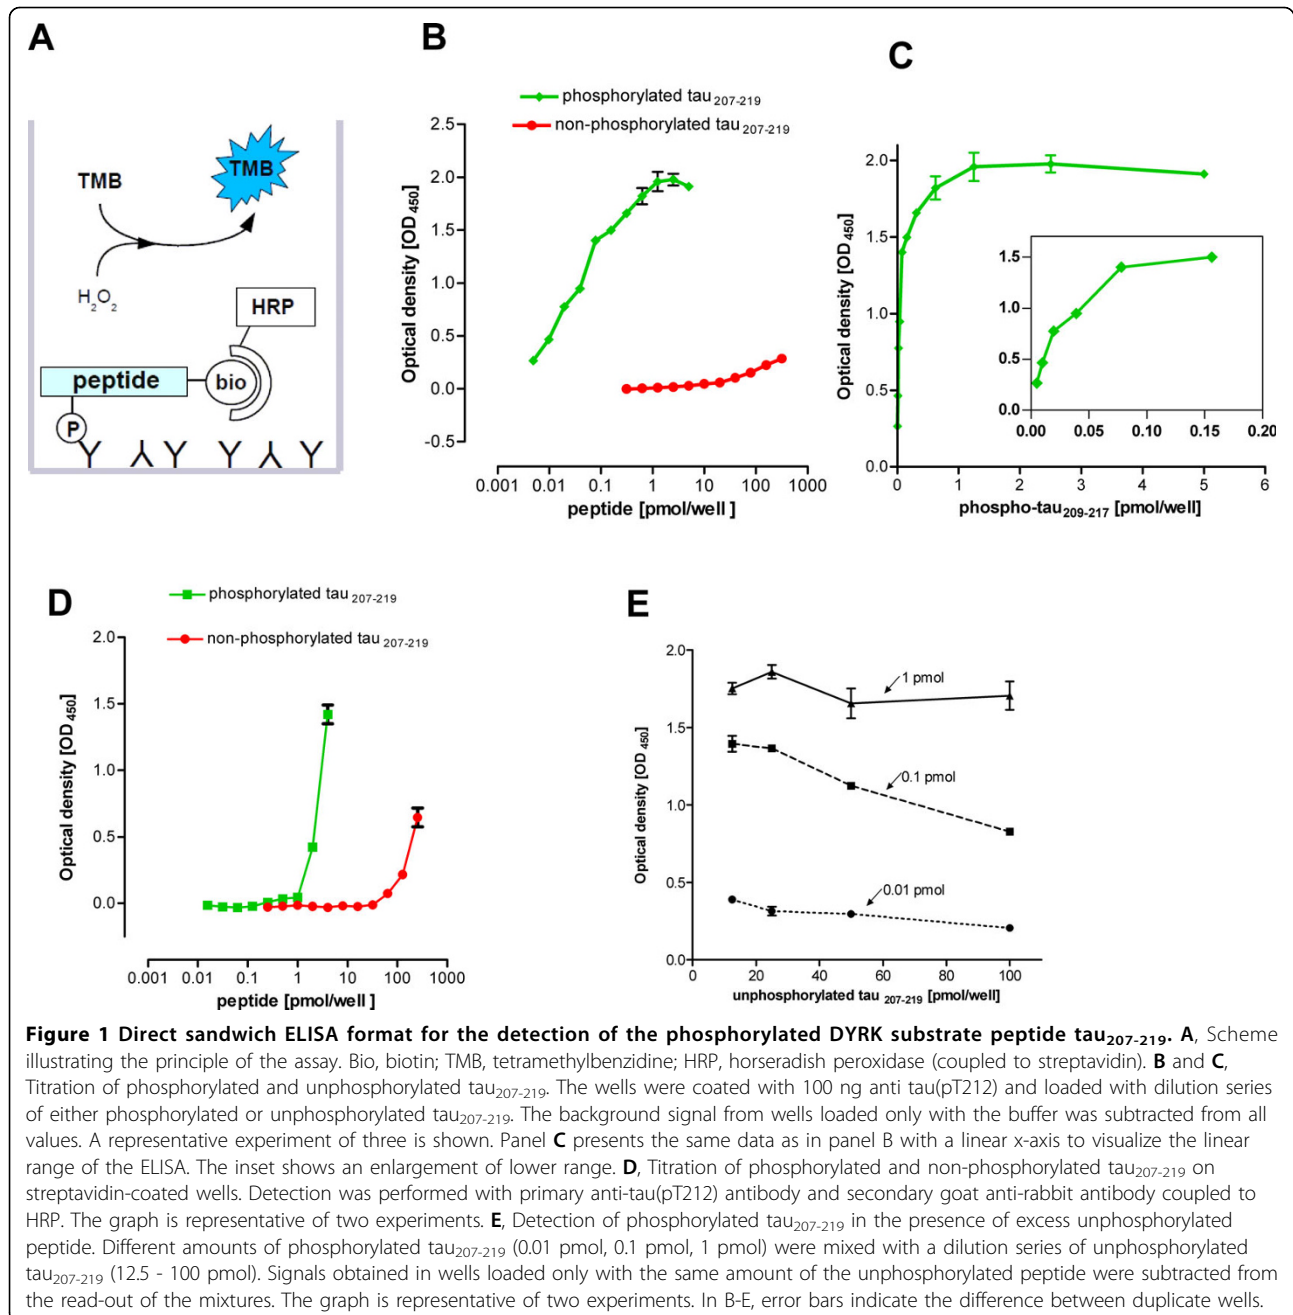 A
TMB
TMB
H2O2
HRP
peptide
bio
P
B
phosphorylated tau207-219
non-phosphorylated tau207-219
Optical density [OD450]
2.5
2.0
1.5
1.0
0.5
0.0
-0.5
0.001 0.01 0.1 1 10 100 1000
peptide [pmol/well ]
C
Optical density [OD450]
2.0
1.5
1.0
0.5
0.0
0 1 2 3 4 5 6
phospho-tau209-217 [pmol/well]
1.5
1.0
0.5
0.0
0.00 0.05 0.10 0.15 0.20
D
phosphorylated tau207-219
non-phosphorylated tau207-219
Optical density [OD450]
2.0
1.5
1.0
0.5
0.0
0.001 0.01 0.1 1 10 100 1000
peptide [pmol/well ]
E
Optical density [OD450]
2.0
1.5
1.0
0.5
0.0
1 pmol
0.1 pmol
0.01 pmol
0 20 40 60 80 100
unphosphorylated tau 207-219 [pmol/well]
Figure 1 Direct sandwich ELISA format for the detection of the phosphorylated DYRK substrate peptide tau207-219. A, Scheme
illustrating the principle of the assay. Bio, biotin; TMB, tetramethylbenzidine; HRP, horseradish peroxidase (coupled to streptavidin). B and C,
Titration of phosphorylated and unphosphorylated tau207-219. The wells were coated with 100 ng anti tau(pT212) and loaded with dilution series
of either phosphorylated or unphosphorylated tau207-219. The background signal from wells loaded only with the buffer was subtracted from all
values. A representative experiment of three is shown. Panel C presents the same data as in panel B with a linear x-axis to visualize the linear
range of the ELISA. The inset shows an enlargement of lower range. D, Titration of phosphorylated and non-phosphorylated tau207-219 on
streptavidin-coated wells. Detection was performed with primary anti-tau(pT212) antibody and secondary goat anti-rabbit antibody coupled to
HRP. The graph is representative of two experiments. E, Detection of phosphorylated tau207-219 in the presence of excess unphosphorylated
peptide. Different amounts of phosphorylated tau207-219 (0.01 pmol, 0.1 pmol, 1 pmol) were mixed with a dilution series of unphosphorylated
tau207-219 (12.5 - 100 pmol). Signals obtained in wells loaded only with the same amount of the unphosphorylated peptide were subtracted from
the read-out of the mixtures. The graph is representative of two experiments. In B-E, error bars indicate the difference between duplicate wells.